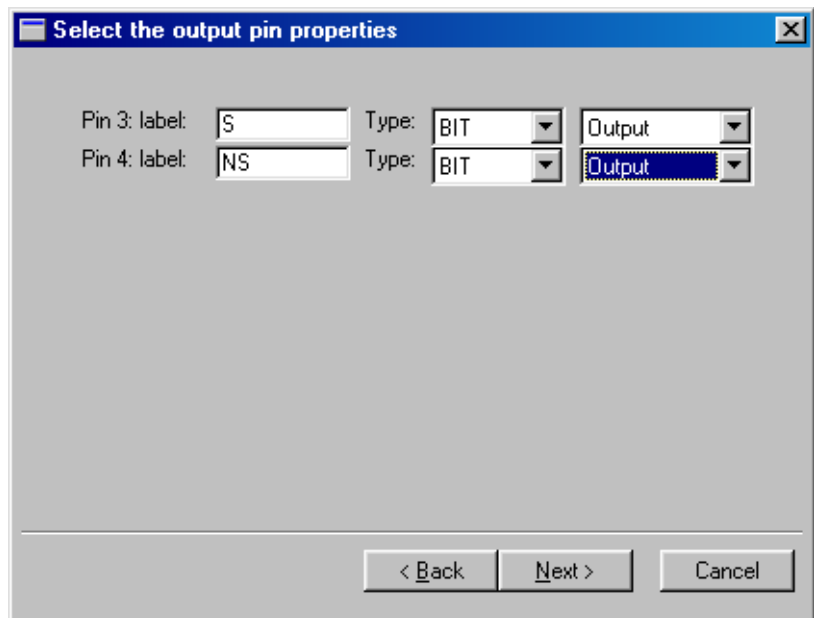 Select the output pin properties
Pin 3: label: S Type: BIT Output
Pin 4: label: NS Type: BIT Output
< Back Next > Cancel